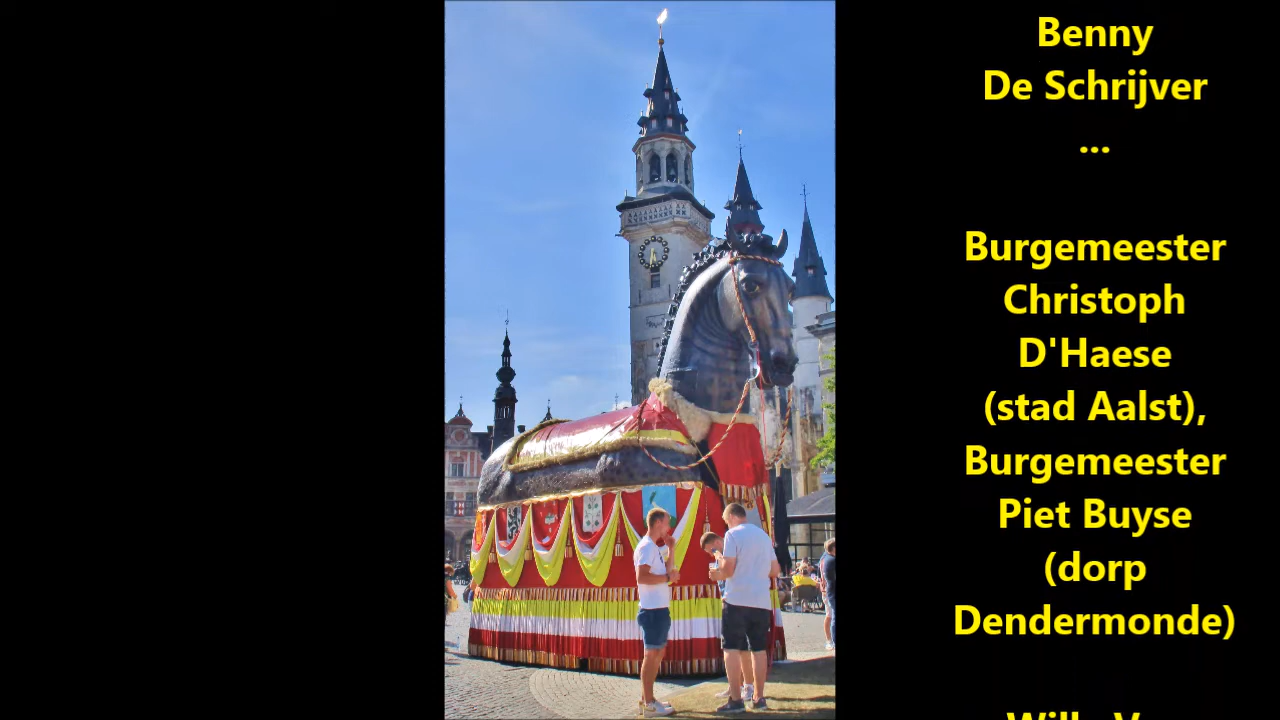 Benny
De Schrijver
...
Burgemeester
Christoph
D'Haese
(stad Aalst),
Burgemeester
Piet Buyse
(dorp
Dendermonde)